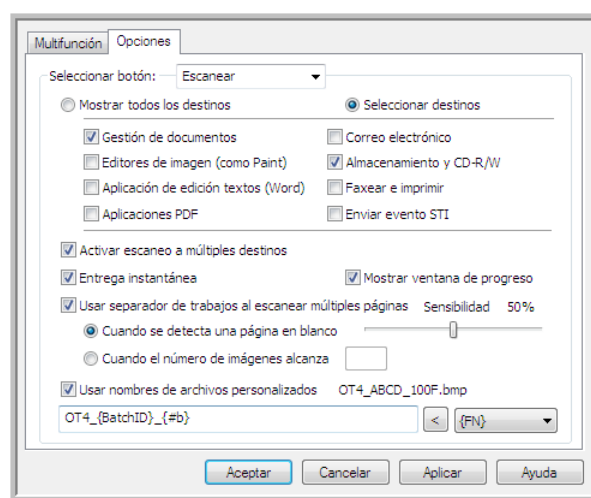 Multifunción Opciones
Seleccionar botón: Escanear
Mostrar todos los destinos Seleccionar destinos
Gestión de documentos Correo electrónico
Editores de imagen (como Paint) Almacenamiento y CD-R/W
Aplicación de edición textos (Word) Faxear e imprimir
Aplicaciones PDF Enviar evento STI
Activar escaneo a múltiples destinos
Entrega instantánea Mostrar ventana de progreso
Usar separador de trabajos al escanear múltiples páginas Sensibilidad 50%
Cuando se detecta una página en blanco
Cuando el número de imágenes alcanza
Usar nombres de archivos personalizados OT4_ABCD_100F.bmp
OT4_{BatchID}_{#b} < {FN}
Aceptar Cancelar Aplicar Ayuda